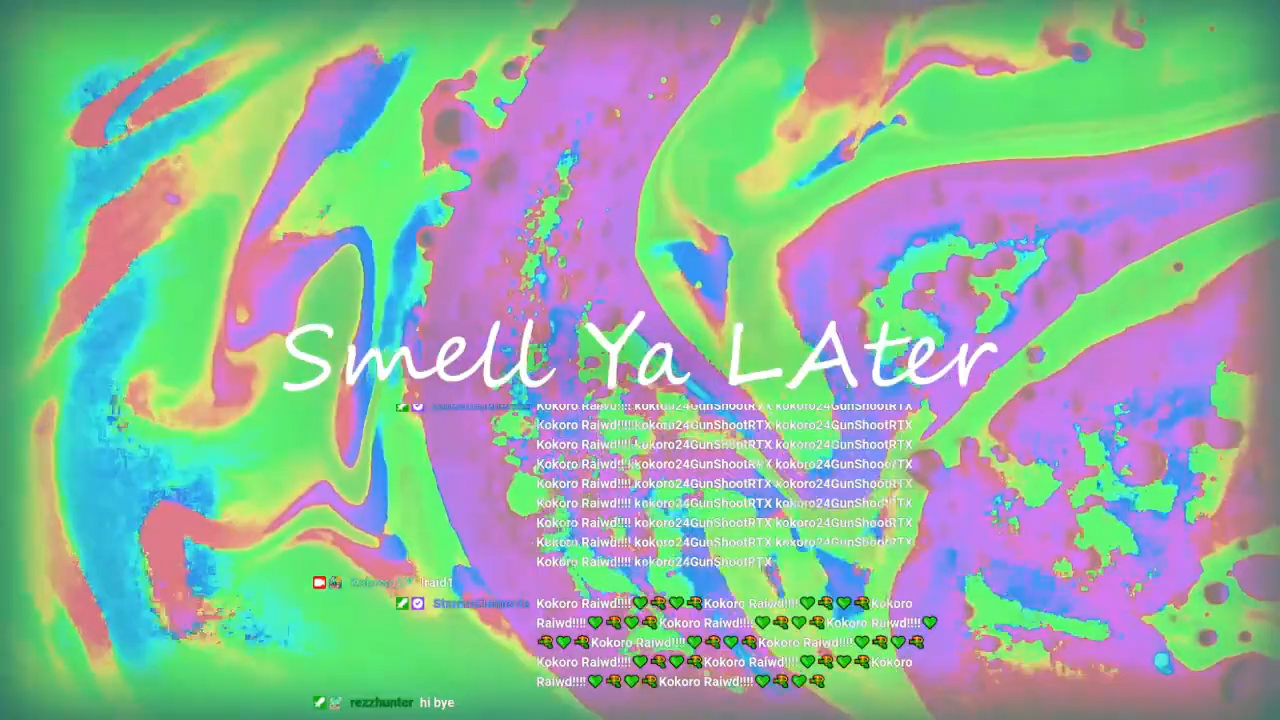 Smell Ya LAter
Kokoro Raiwd!!!! kokoro24GunShootRTX kokoro24GunShootRTX
Kokoro Raiwd!!!! kokoro24GunShootRTX kokoro24GunShootRTX
Kokoro Raiwd!!!! kokoro24GunShootRTX kokoro24GunShootRTX
Kokoro Raiwd!!!! kokoro24GunShootRTX kokoro24GunShootRTX
Kokoro Raiwd!!!! kokoro24GunShootRTX kokoro24GunShootRTX
Kokoro Raiwd!!!! kokoro24GunShootRTX kokoro24GunShootRTX
Kokoro Raiwd!!!! kokoro24GunShootRTX kokoro24GunShootRTX
Kokoro Raiwd!!!! kokoro24GunShootRTX kokoro24GunShootRTX
Kokoro Raiwd!!!! kokoro24GunShootRTX
!raid1
Kokoro Raiwd!!!!💚🔫💚🔫Kokoro Raiwd!!!!💚🔫💚🔫Kokoro
Raiwd!!!!💚🔫💚🔫Kokoro Raiwd!!!!💚🔫💚🔫Kokoro Raiwd!!!!💚
🔫💚🔫Kokoro Raiwd!!!!💚🔫💚🔫Kokoro Raiwd!!!!💚🔫💚🔫
Kokoro Raiwd!!!!💚🔫💚🔫Kokoro Raiwd!!!!💚🔫💚🔫Kokoro
Raiwd!!!!💚🔫💚🔫Kokoro Raiwd!!!!💚🔫💚🔫
rezzhunter hi bye